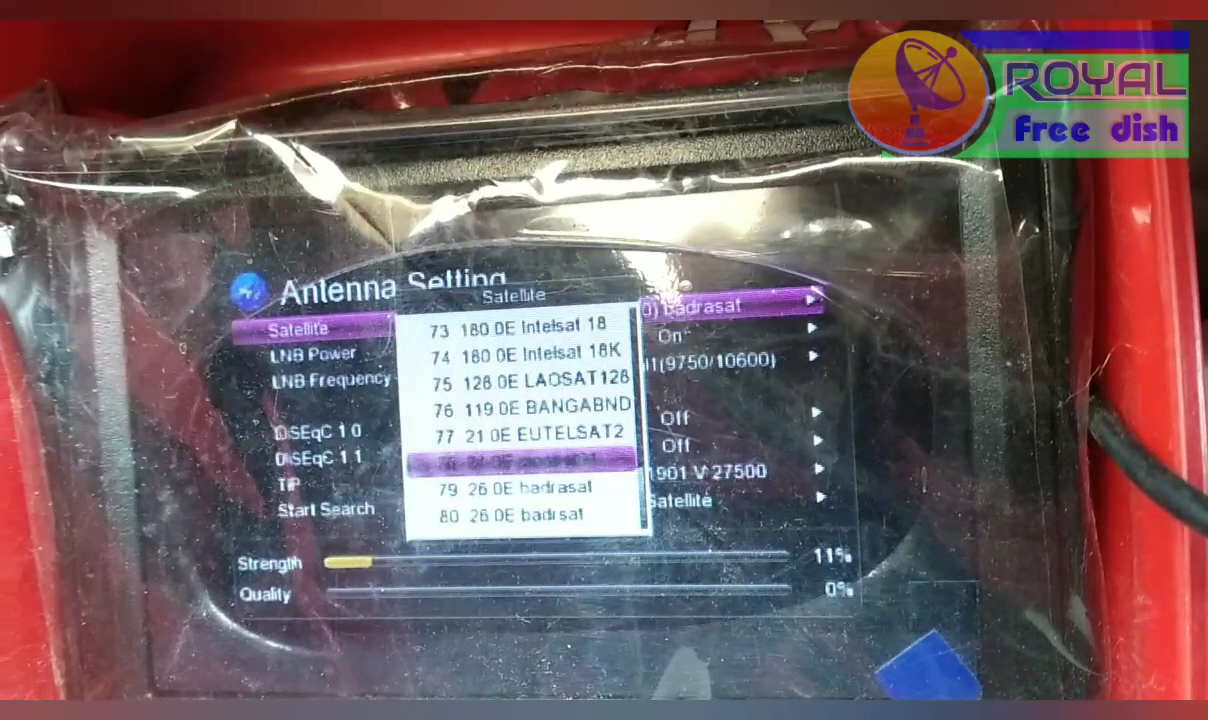 ROYAL
Free dish
Antenna Setting
Satellite
Satellite
73 180.0E Intelsat 18
74 180.0E Intelsat 18K
75 128.0E LAOSAT128
76 119.0E BANGABND
77 21.0E EUTELSAT2
79 26.0E badrasat
80 26.0E badrsat
badrasat
LNB Power
On
LNB Frequency
(9750/10600)
DiSEqC 1.0
Off
DiSEqC 1.1
Off
TP
1901 V 27500
Start Search
Satellite
Strength
11%
Quality
0%